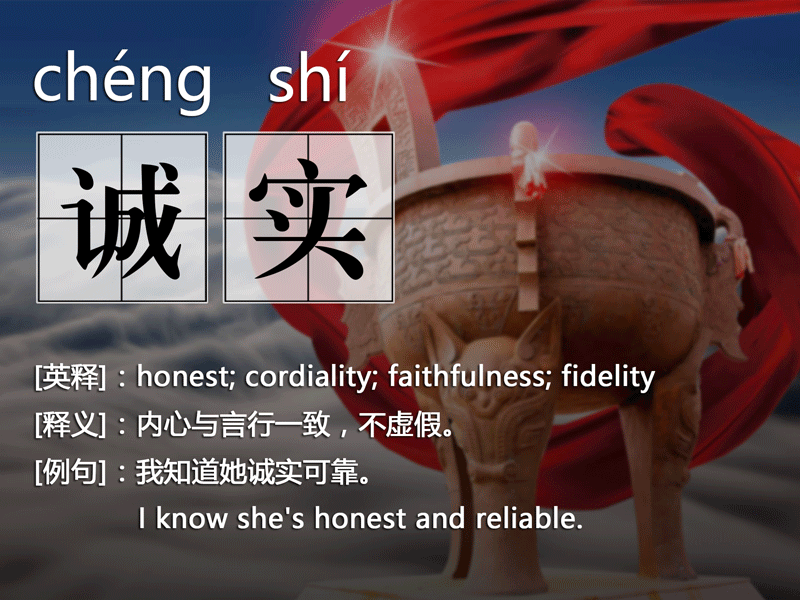 chéng shí
诚实
[英释]：honest; cordiality; faithfulness; fidelity
[释义]：内心与言行一致，不虚假。
[例句]：我知道她诚实可靠。
I know she's honest and reliable.